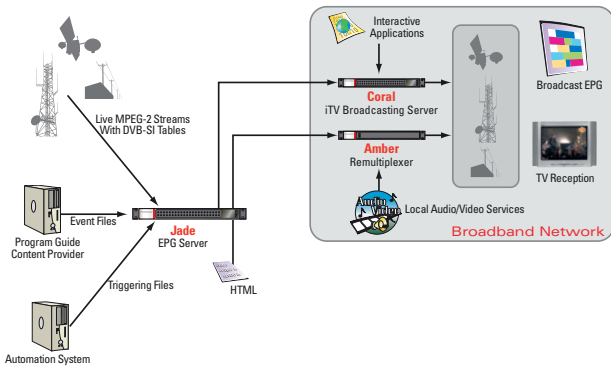 Interactive
Applications
Live MPEG-2 Streams
With DVB-SI Tables
Coral
iTV Broadcasting Server
Broadcast EPG
Amber
Remultiplexer
TV Reception
Audio
Video
Local Audio/Video Services
Broadband Network
Event Files
Program Guide
Content Provider
Jade
EPG Server
Triggering Files
HTML
Automation System